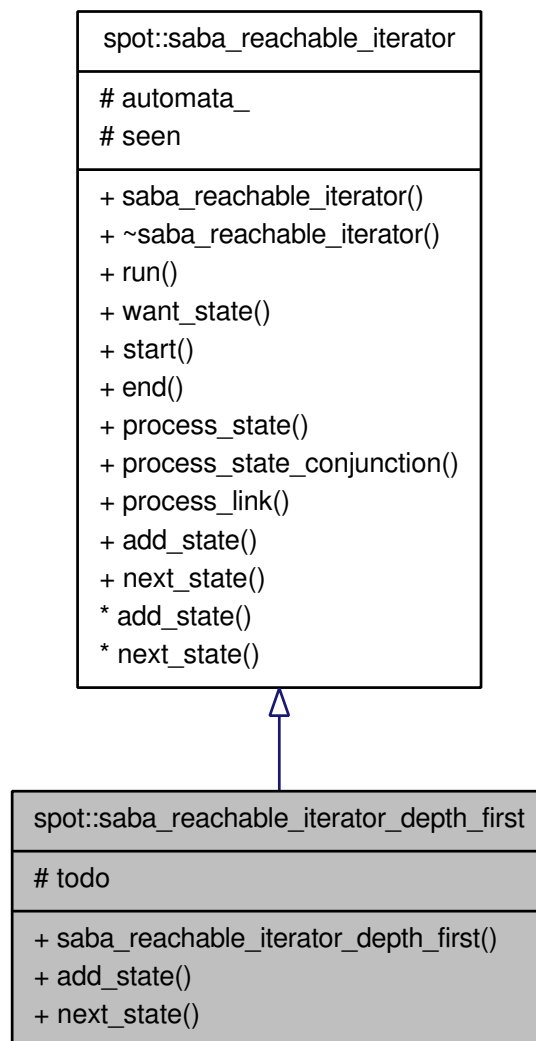 spot::saba_reachable_iterator
# automata_
# seen
+ saba_reachable_iterator()
+ ~saba_reachable_iterator()
+ run()
+ want_state()
+ start()
+ end()
+ process_state()
+ process_state_conjunction()
+ process_link()
+ add_state()
+ next_state()
* add_state()
* next_state()
spot::saba_reachable_iterator_depth_first
# todo
+ saba_reachable_iterator_depth_first()
+ add_state()
+ next_state()